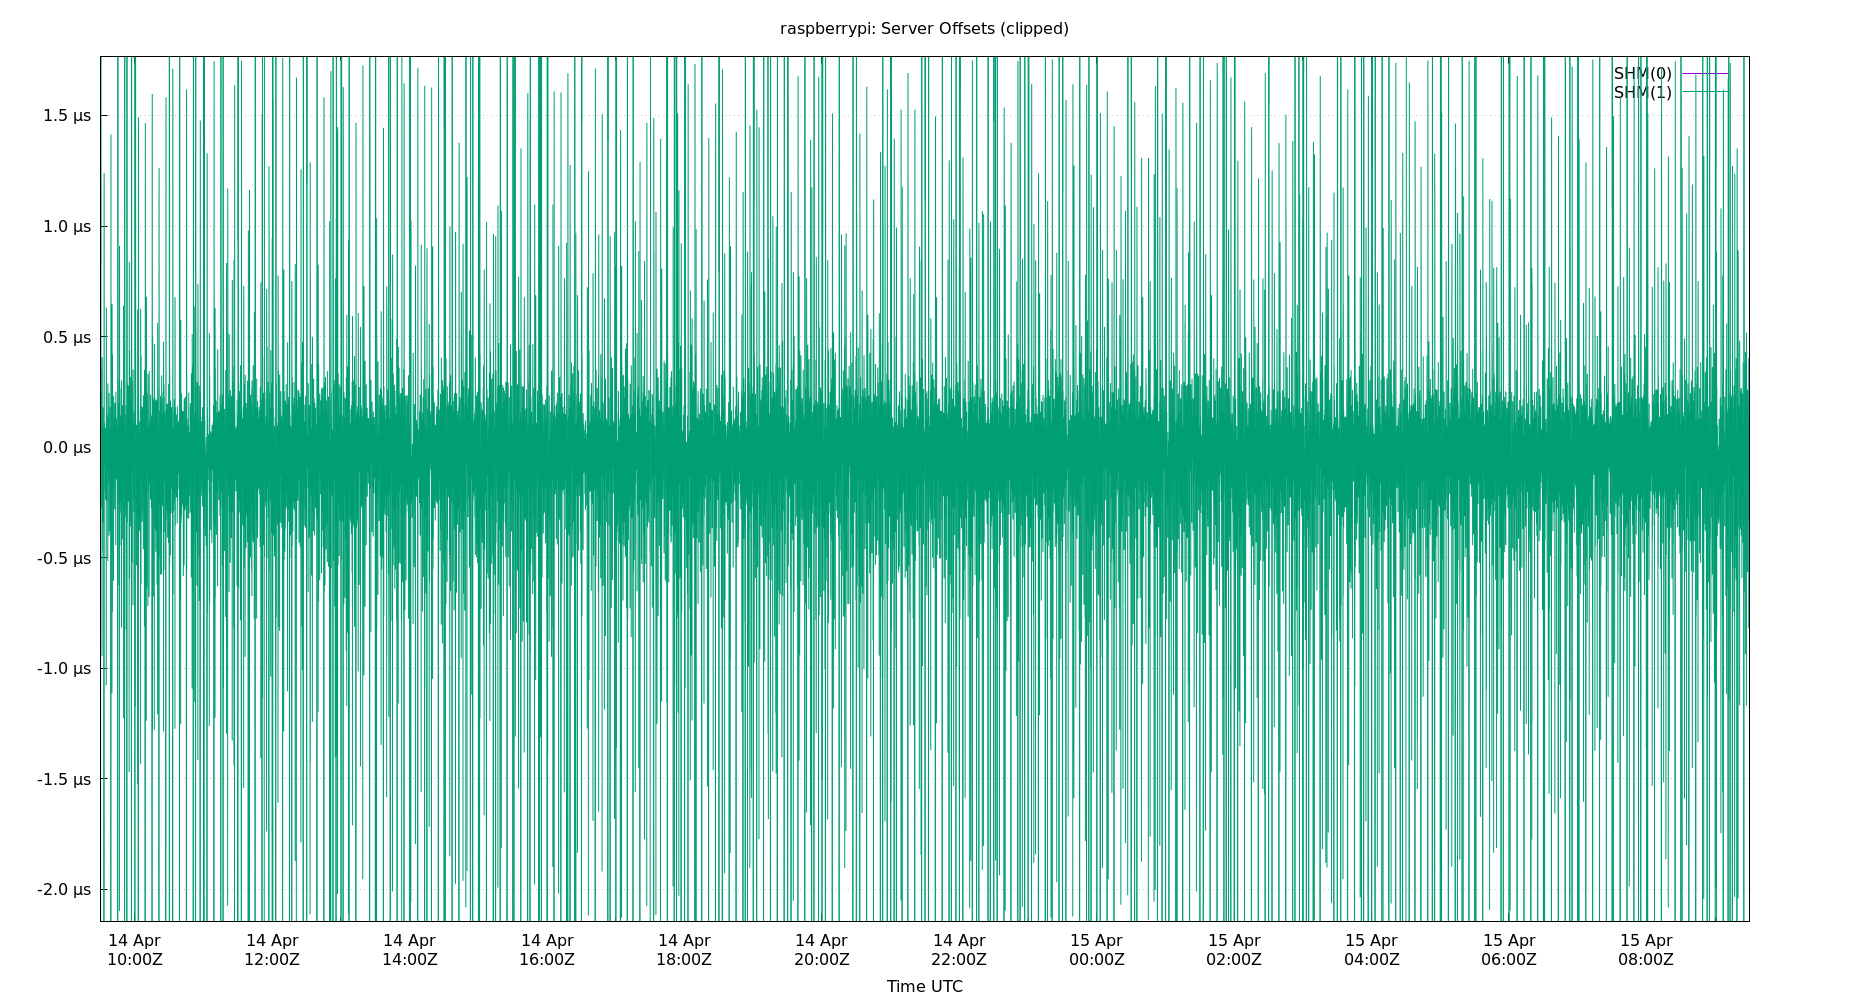 raspberrypi: Server Offsets (clipped)
SHM(0)
SHM(1)
1.5 µs
1.0 µs
0.5 µs
0.0 µs
-0.5 µs
-1.0 µs
-1.5 µs
-2.0 µs
14 Apr 14 Apr 14 Apr 14 Apr 14 Apr 14 Apr 14 Apr 15 Apr 15 Apr 15 Apr 15 Apr 15 Apr
10:00Z 12:00Z 14:00Z 16:00Z 18:00Z 20:00Z 22:00Z 00:00Z 02:00Z 04:00Z 06:00Z 08:00Z
Time UTC